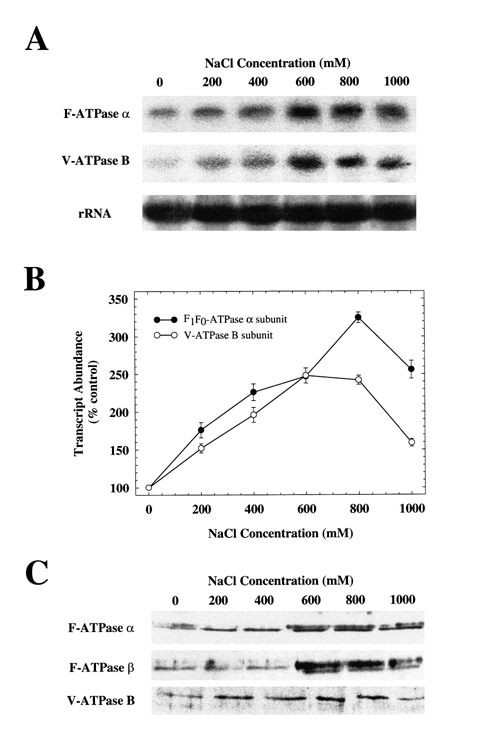 A
NaCl Concentration (mM)
0 200 400 600 800 1000
F-ATPase α
V-ATPase B
rRNA
B
350
300
250
200
150
100
Transcript Abundance
(% control)
F1F0-ATPase α subunit
V-ATPase B subunit
0 200 400 600 800 1000
NaCl Concentration (mM)
C
NaCl Concentration (mM)
0 200 400 600 800 1000
F-ATPase α
F-ATPase β
V-ATPase B